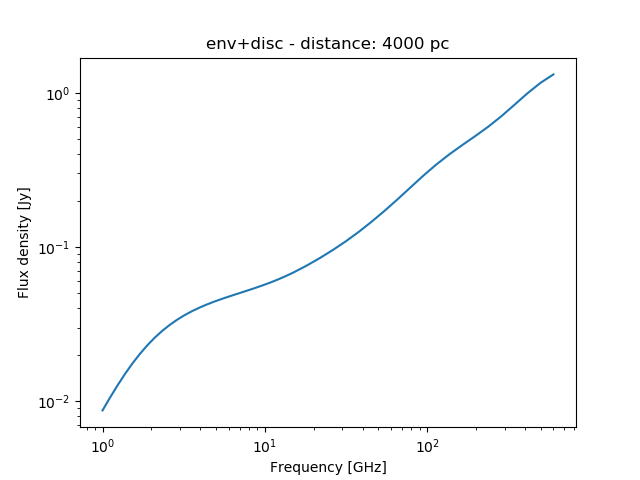 env+disc - distance: 4000 pc
Flux density [Jy]
10⁰
10⁻¹
10⁻²
10⁰ 10¹ 10²
Frequency [GHz]